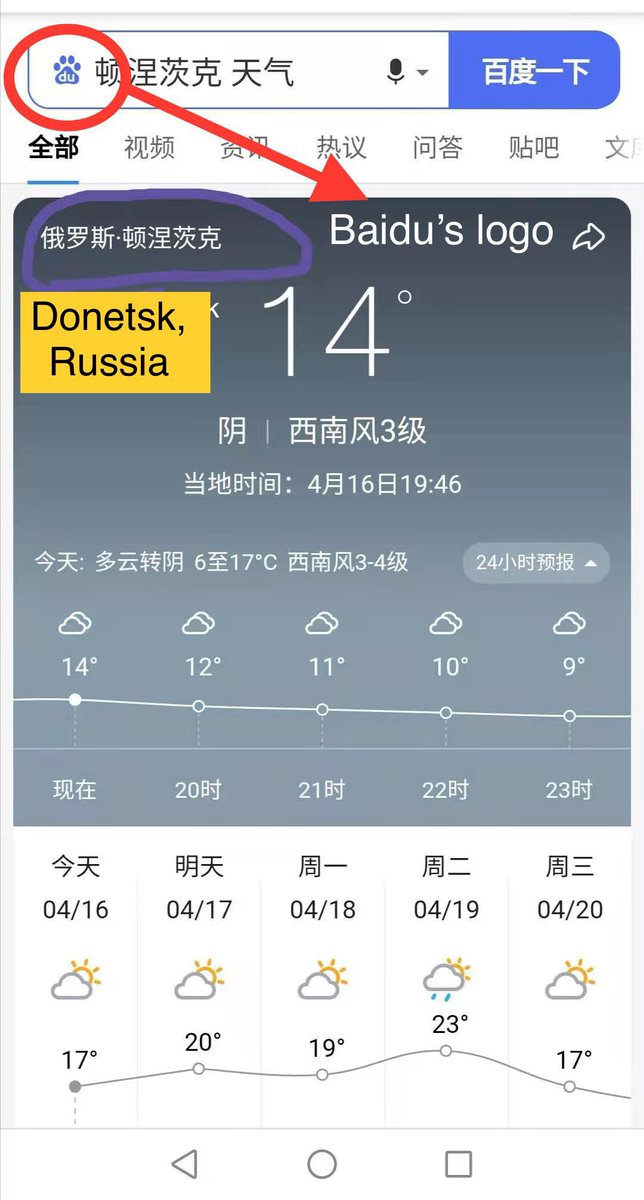 du 顿涅茨克 天气 百度一下
全部 视频 资讯 热议 问答 贴吧 文库
俄罗斯·顿涅茨克
Baidu's logo
Donetsk,
Russia
k
14°
阴 | 西南风3级
当地时间：4月16日19:46
今天: 多云转阴 6至17°C 西南风3-4级 24小时预报
14° 12° 11° 10° 9°
现在 20时 21时 22时 23时
今天 明天 周一 周二 周三
04/16 04/17 04/18 04/19 04/20
17° 20° 19° 23° 17°